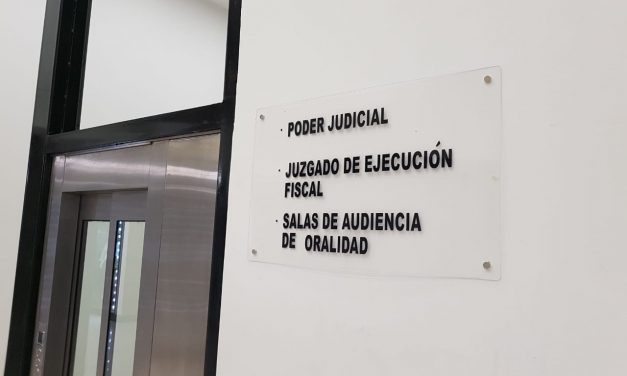 · PODER JUDICIAL
· JUZGADO DE EJECUCIÓN
FISCAL
· SALAS DE AUDIENCIA
DE ORALIDAD